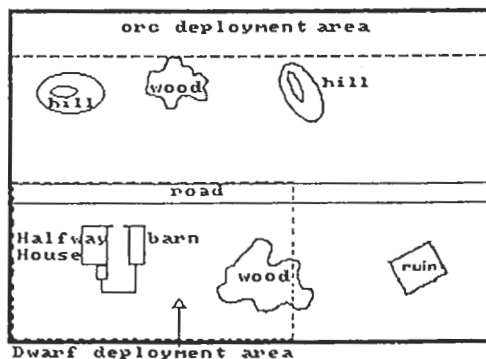 orc deployment area
hill
wood
hill
road
Halfway House
barn
wood
ruin
Dwarf deployment area